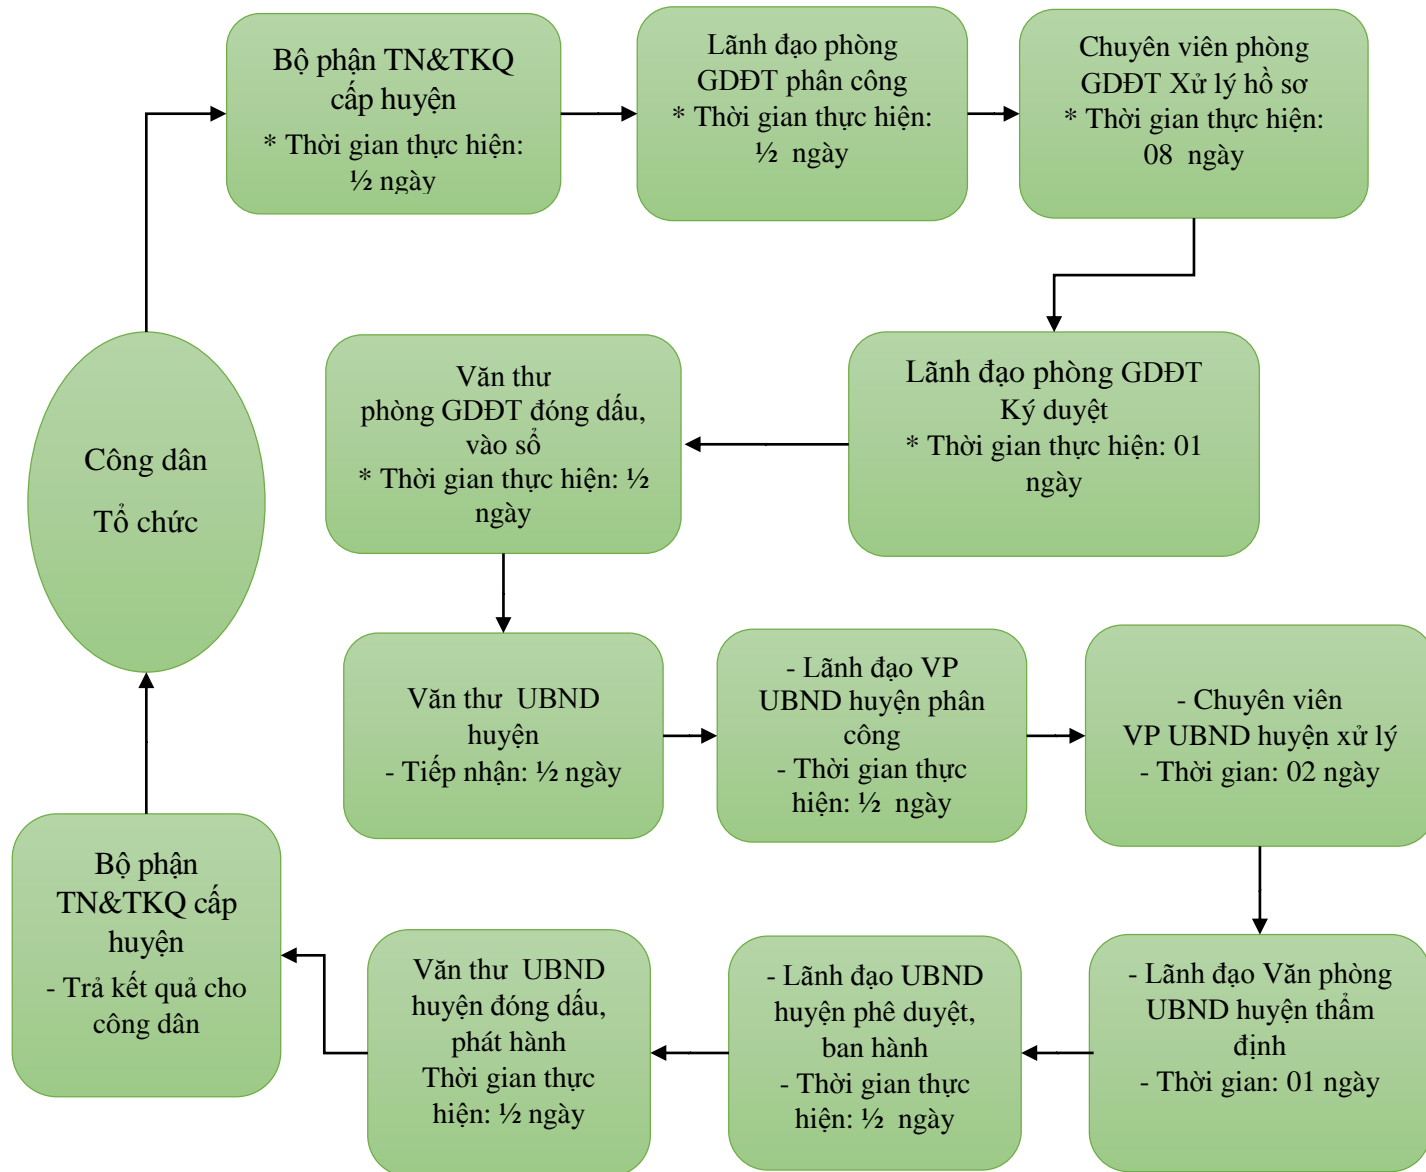 Bộ phận TN&TKQ
cấp huyện
* Thời gian thực hiện:
½ ngày
Lãnh đạo phòng
GDĐT phân công
* Thời gian thực hiện:
½ ngày
Chuyên viên phòng
GDĐT Xử lý hồ sơ
* Thời gian thực hiện:
08 ngày
Lãnh đạo phòng GDĐT
Ký duyệt
* Thời gian thực hiện: 01
ngày
Văn thư
phòng GDĐT đóng dấu,
vào sổ
* Thời gian thực hiện: ½
ngày
Công dân
Tổ chức
Văn thư UBND
huyện
- Tiếp nhận: ½ ngày
- Lãnh đạo VP
UBND huyện phân
công
- Thời gian thực
hiện: ½ ngày
- Chuyên viên
VP UBND huyện xử lý
- Thời gian: 02 ngày
- Lãnh đạo Văn phòng
UBND huyện thẩm
định
- Thời gian: 01 ngày
- Lãnh đạo UBND
huyện phê duyệt,
ban hành
- Thời gian thực
hiện: ½ ngày
Văn thư UBND
huyện đóng dấu,
phát hành
Thời gian thực
hiện: ½ ngày
Bộ phận
TN&TKQ cấp
huyện
- Trả kết quả cho
công dân